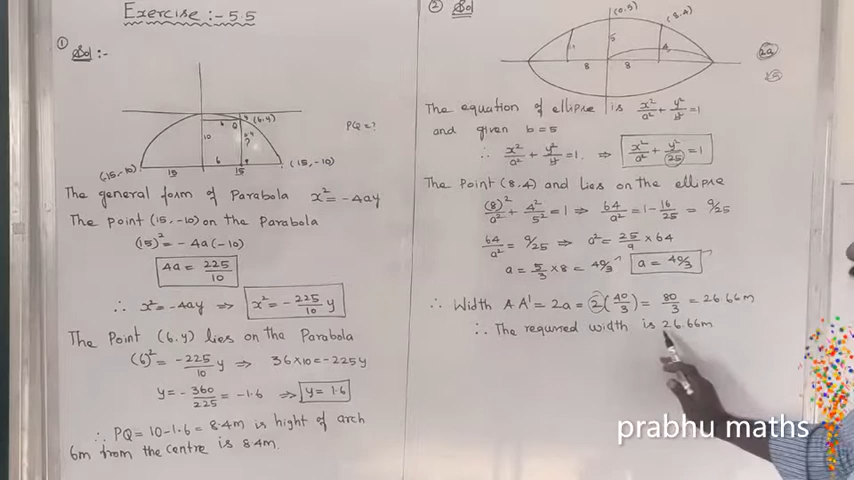 Exercise :- 5.5
① Sol :-
(6,y)
PQ=?
10
6
Q
15
6
15
(-15,-10)
(15,-10)
The general form of Parabola x² = -4ay
The point (15,-10) on the Parabola
(15)² = -4a(-10)
4a = 225/10
∴ x² = -4ay ⇒ x² = -225/10 y
The Point (6,y) lies on the Parabola
(6)² = -225/10 y ⇒ 36×10 = -225y
y = -360/225 = -1.6 ⇒ y = 1.6
∴ PQ = 10-1.6 = 8.4m is hight of arch
6m from the centre is 8.4m.
② Sol
(0,5)
(8,4)
5
4
8
8
2a
The equation of ellipse is x²/a² + y²/b² = 1
and given b = 5
∴ x²/a² + y²/5² = 1. ⇒ x²/a² + y²/25 = 1
The Point (8,4) and lies on the ellipse
(8)²/a² + 4²/5² = 1 ⇒ 64/a² = 1 - 16/25 = 9/25
64/a² = 9/25 ⇒ a² = 25/9 × 64
a = 5/3 × 8 = 40/3 a = 40/3
∴ Width AA' = 2a = 2(40/3) = 80/3 = 26.66m
∴ The required width is 26.66m
prabhu maths